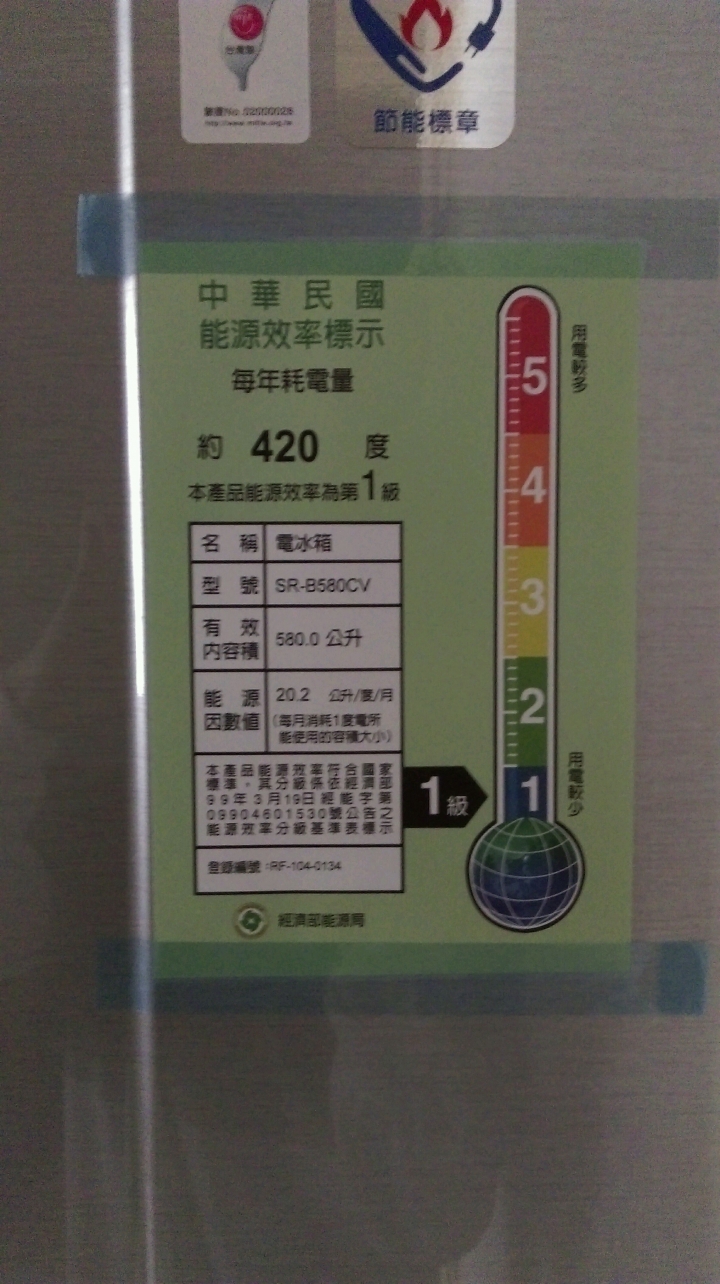 台灣製
http://www.mittw.org.tw
節能標章
中華民國
能源效率標示
每年耗電量
約 420 度
本產品能源效率為第1級
名稱 電冰箱
型號 SR-B580CV
有效內容積 580.0 公升
能源因數值 20.2 公升/度/月
(每月消耗1度電所
能使用的容積大小)
本產品能源效率符合國家
標準,其分級係依經濟部
99年3月19日經能字第
09904601530號公告之
能源效率分級基準表標示
登錄編號:RF-104-0134
經濟部能源局
用電較多
5
4
3
2
1
用電較少
1級